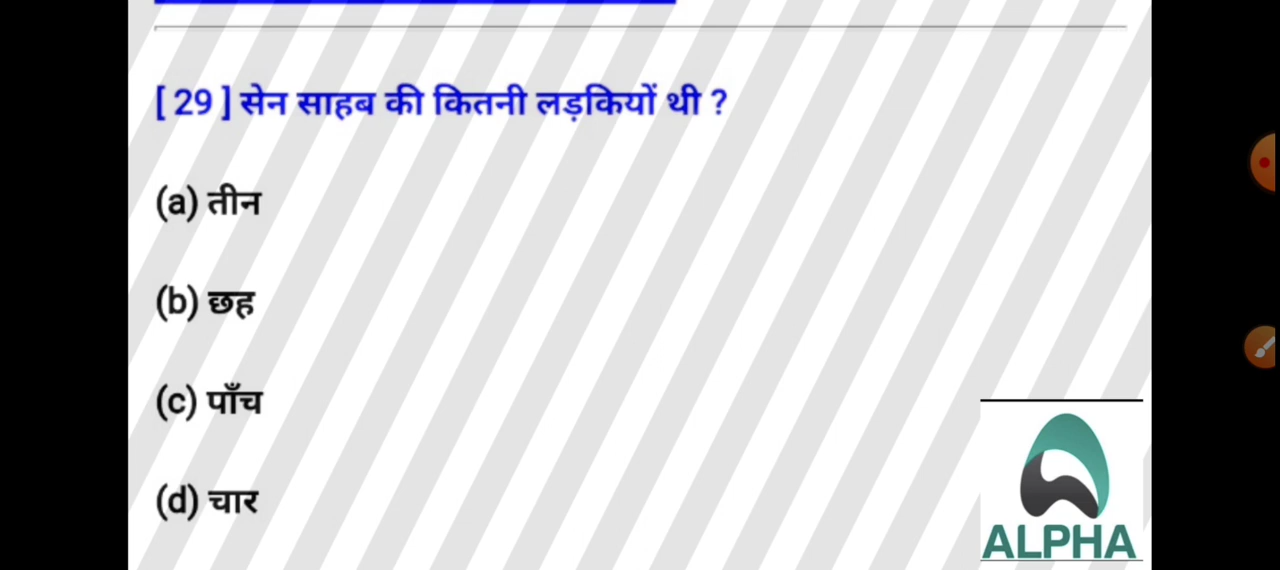 [ 29 ] सेन साहब की कितनी लड़कियों थी ?
(a) तीन
(b) छह
(c) पाँच
(d) चार
ALPHA